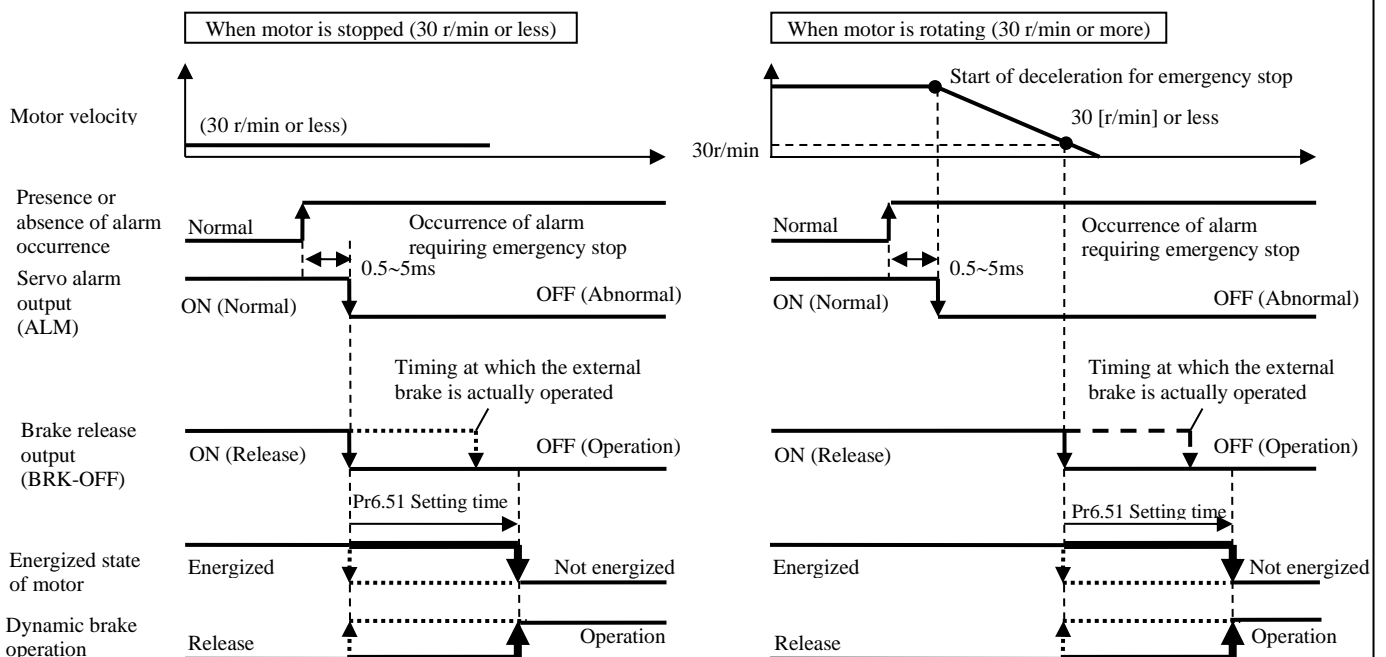 When motor is stopped (30 r/min or less)
When motor is rotating (30 r/min or more)
Motor velocity
(30 r/min or less)
Start of deceleration for emergency stop
30 [r/min] or less
30r/min
Presence or
absence of alarm
occurrence
Normal
Occurrence of alarm
requiring emergency stop
Normal
Occurrence of alarm
requiring emergency stop
Servo alarm
output
(ALM)
0.5~5ms
ON (Normal)
OFF (Abnormal)
0.5~5ms
ON (Normal)
OFF (Abnormal)
Timing at which the external
brake is actually operated
Timing at which the external
brake is actually operated
Brake release
output
(BRK-OFF)
ON (Release)
OFF (Operation)
ON (Release)
OFF (Operation)
Pr6.51 Setting time
Pr6.51 Setting time
Energized state
of motor
Energized
Not energized
Energized
Not energized
Dynamic brake
operation
Release
Operation
Release
Operation